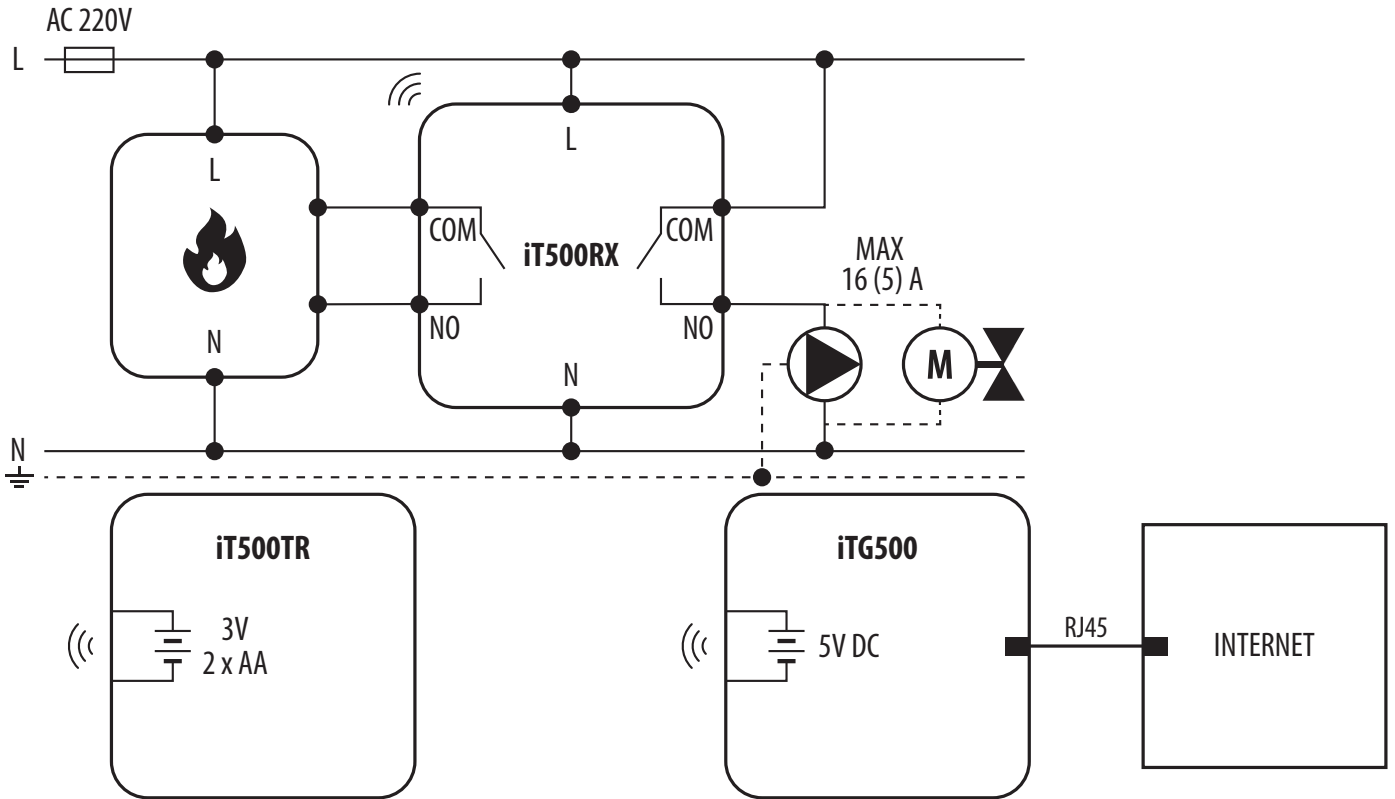 AC 220V
L
L
L
COM
COM
iT500RX
MAX
16 (5) A
NO
NO
M
N
N
N
iT500TR
iTG500
3V
2 x AA
5V DC
RJ45
INTERNET